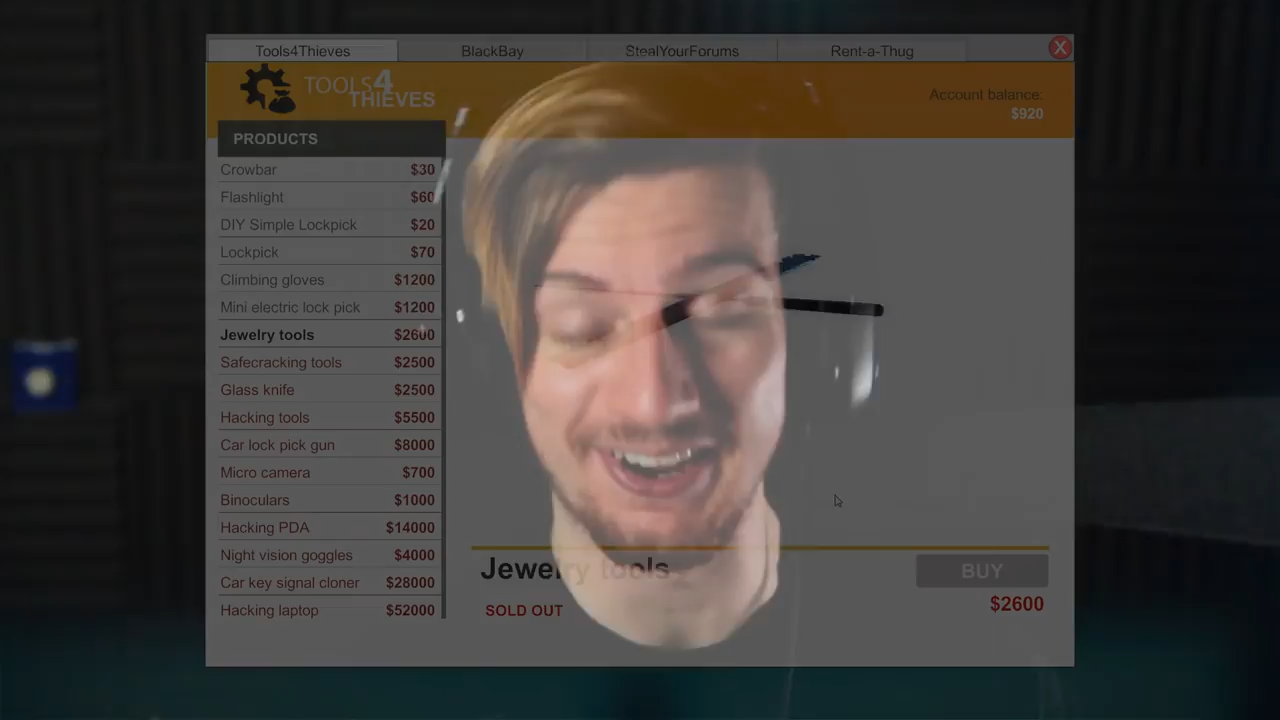 Tools4Thieves BlackBay StealYourForums Rent-a-Thug X
TOOLS4
THIEVES
Account balance:
$920
PRODUCTS
Crowbar $30
Flashlight $60
DIY Simple Lockpick $20
Lockpick $70
Climbing gloves $1200
Mini electric lock pick $1200
Jewelry tools $2600
Safecracking tools $2500
Glass knife $2500
Hacking tools $5500
Car lock pick gun $8000
Micro camera $700
Binoculars $1000
Hacking PDA $14000
Night vision goggles $4000
Car key signal cloner $28000
Hacking laptop $52000
Jewelry tools
BUY
SOLD OUT
$2600